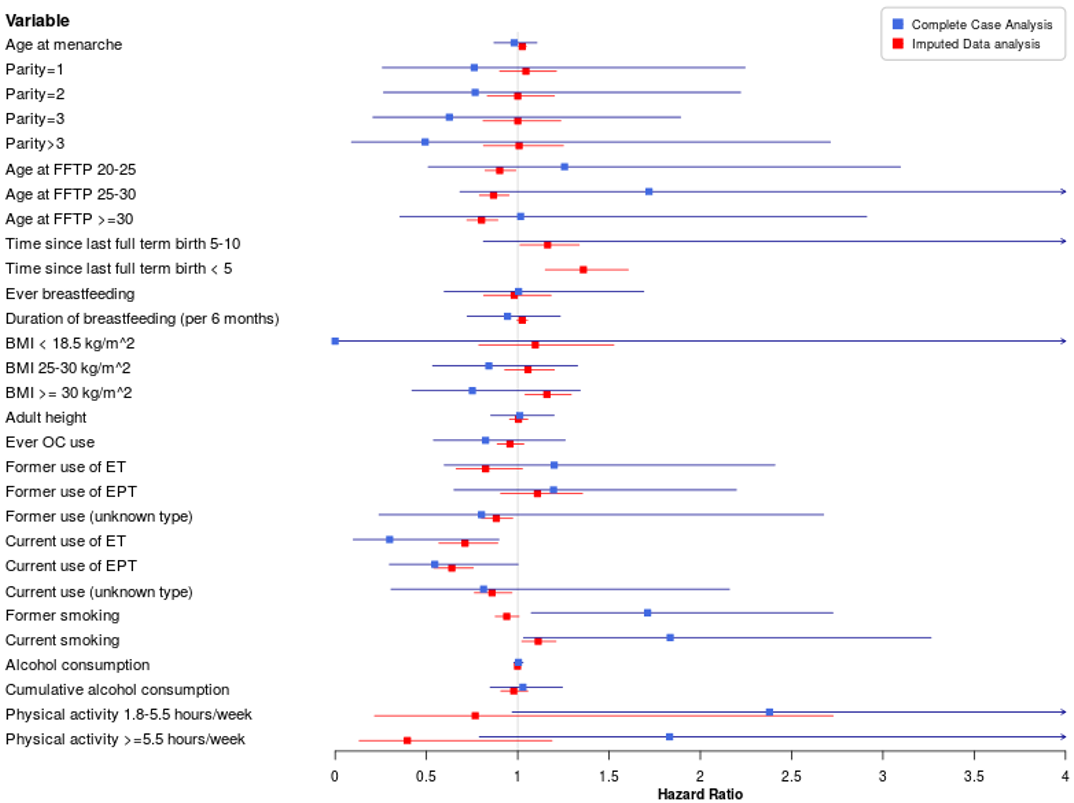 Variable
Complete Case Analysis
Imputed Data analysis
Age at menarche
Parity=1
Parity=2
Parity=3
Parity>3
Age at FFTP 20-25
Age at FFTP 25-30
Age at FFTP >=30
Time since last full term birth 5-10
Time since last full term birth < 5
Ever breastfeeding
Duration of breastfeeding (per 6 months)
BMI < 18.5 kg/m^2
BMI 25-30 kg/m^2
BMI >= 30 kg/m^2
Adult height
Ever OC use
Former use of ET
Former use of EPT
Former use (unknown type)
Current use of ET
Current use of EPT
Current use (unknown type)
Former smoking
Current smoking
Alcohol consumption
Cumulative alcohol consumption
Physical activity 1.8-5.5 hours/week
Physical activity >=5.5 hours/week
0 0.5 1 1.5 2 2.5 3 3.5 4
Hazard Ratio